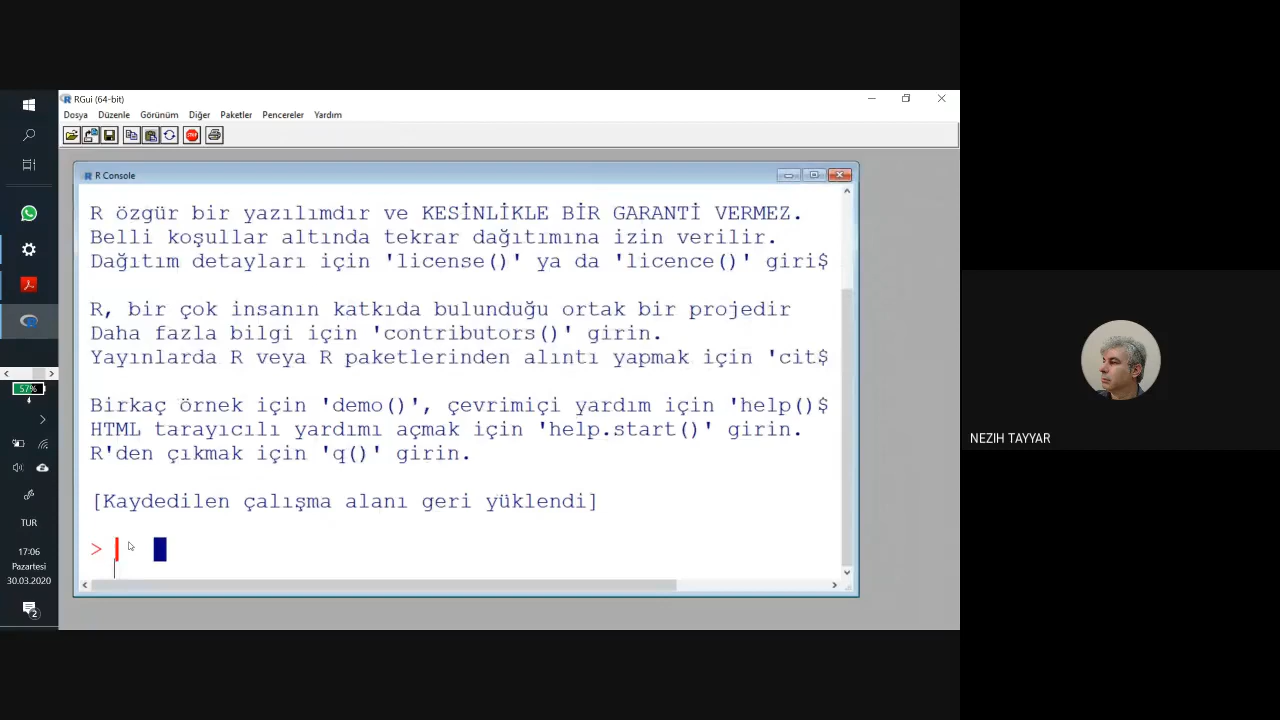 RGui (64-bit)
Dosya Düzenle Görünüm Diğer Paketler Pencereler Yardım
STOP
R Console
R özgür bir yazılımdır ve KESİNLİKLE BİR GARANTİ VERMEZ.
Belli koşullar altında tekrar dağıtımına izin verilir.
Dağıtım detayları için 'license()' ya da 'licence()' giri$
R, bir çok insanın katkıda bulunduğu ortak bir projedir
Daha fazla bilgi için 'contributors()' girin.
Yayınlarda R veya R paketlerinden alıntı yapmak için 'cit$
Birkaç örnek için 'demo()', çevrimiçi yardım için 'help()$
HTML tarayıcılı yardımı açmak için 'help.start()' girin.
R'den çıkmak için 'q()' girin.
[Kaydedilen çalışma alanı geri yüklendi]
>
57%
TUR
17:06
Pazartesi
30.03.2020
2
NEZIH TAYYAR